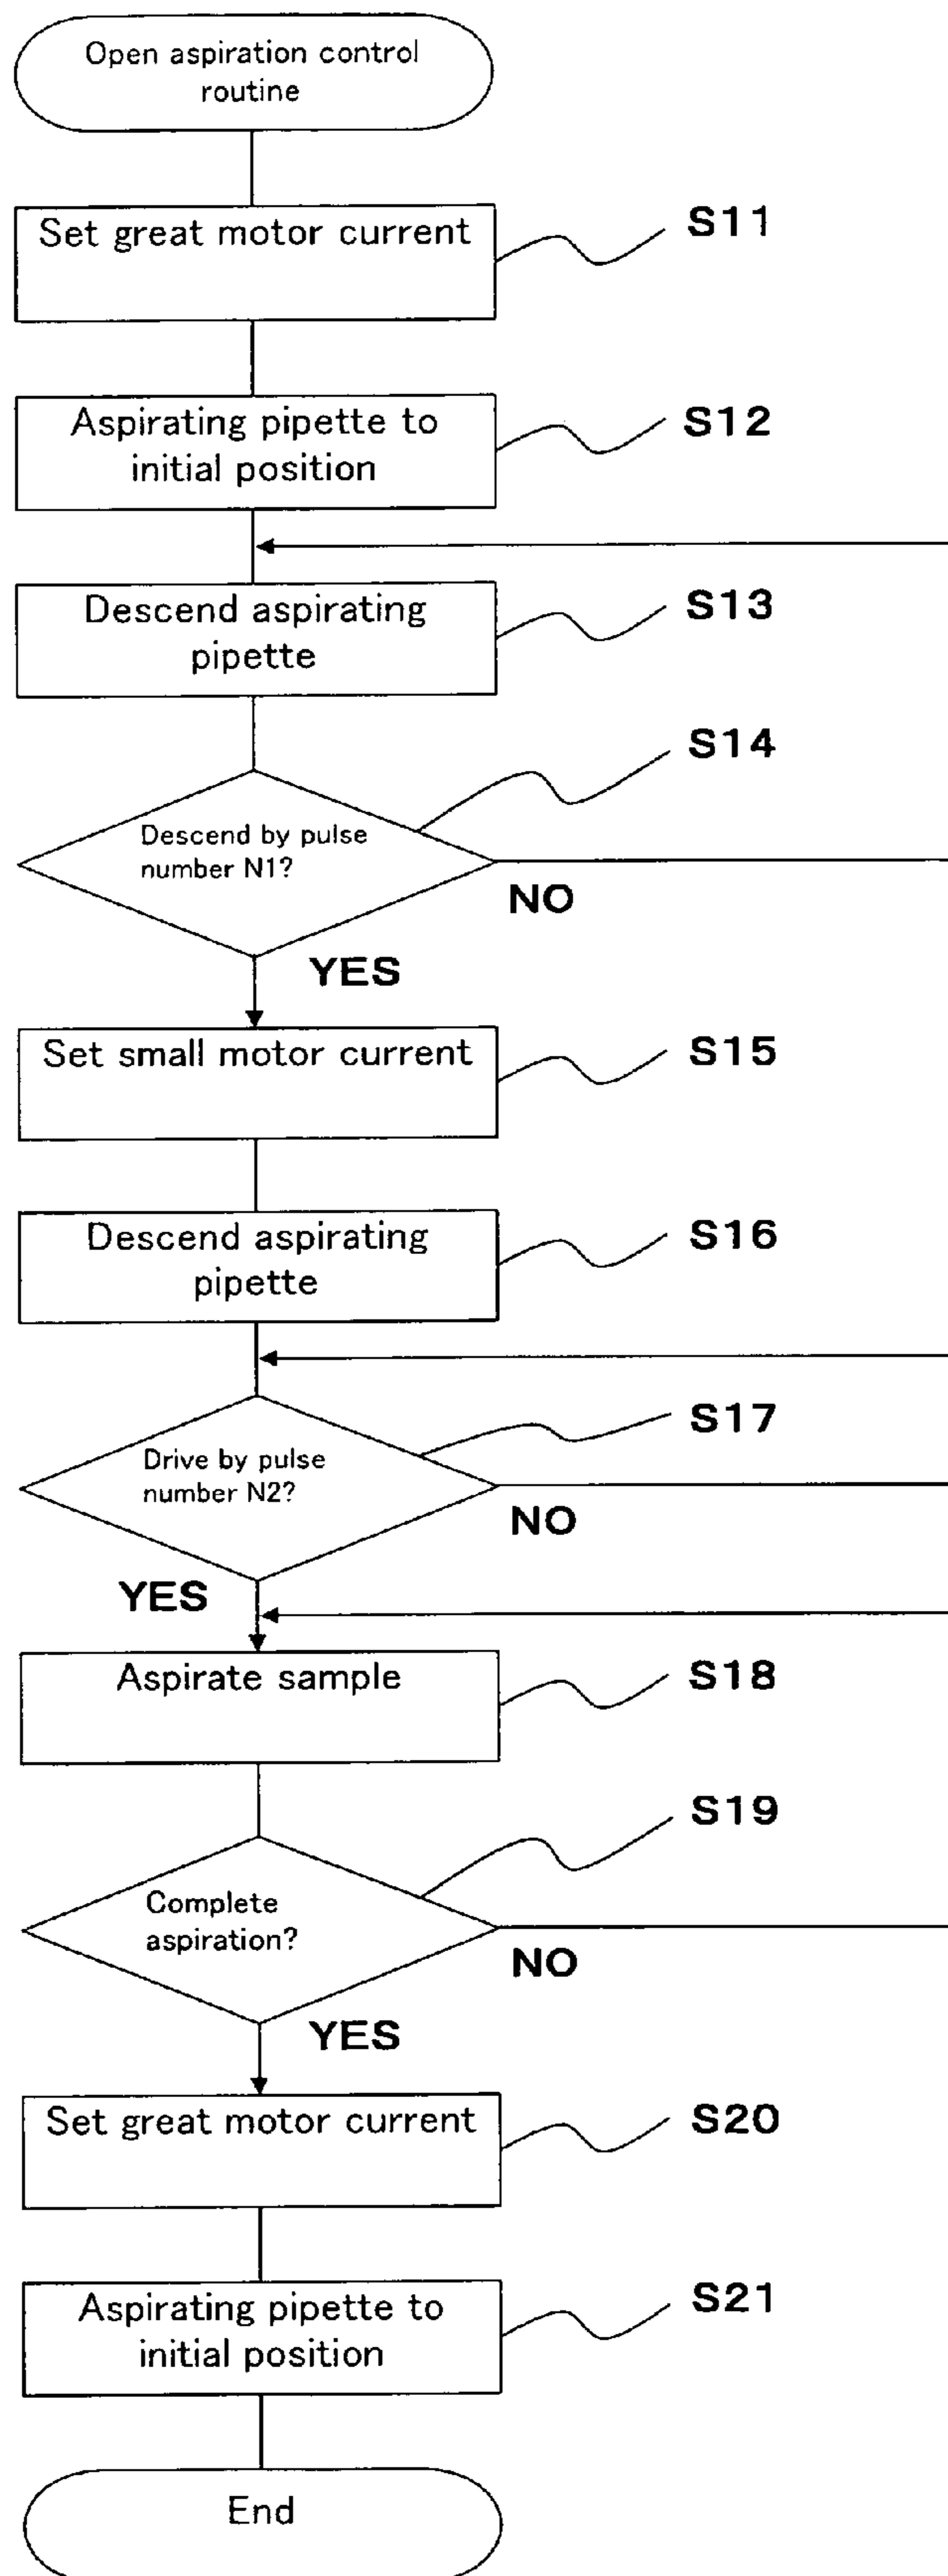 Open aspiration control
routine
Set great motor current
S11
Aspirating pipette to
initial position
S12
Descend aspirating
pipette
S13
S14
Descend by pulse
number N1?
NO
YES
Set small motor current
S15
Descend aspirating
pipette
S16
S17
Drive by pulse
number N2?
NO
YES
Aspirate sample
S18
S19
Complete
aspiration?
NO
YES
Set great motor current
S20
Aspirating pipette to
initial position
S21
End